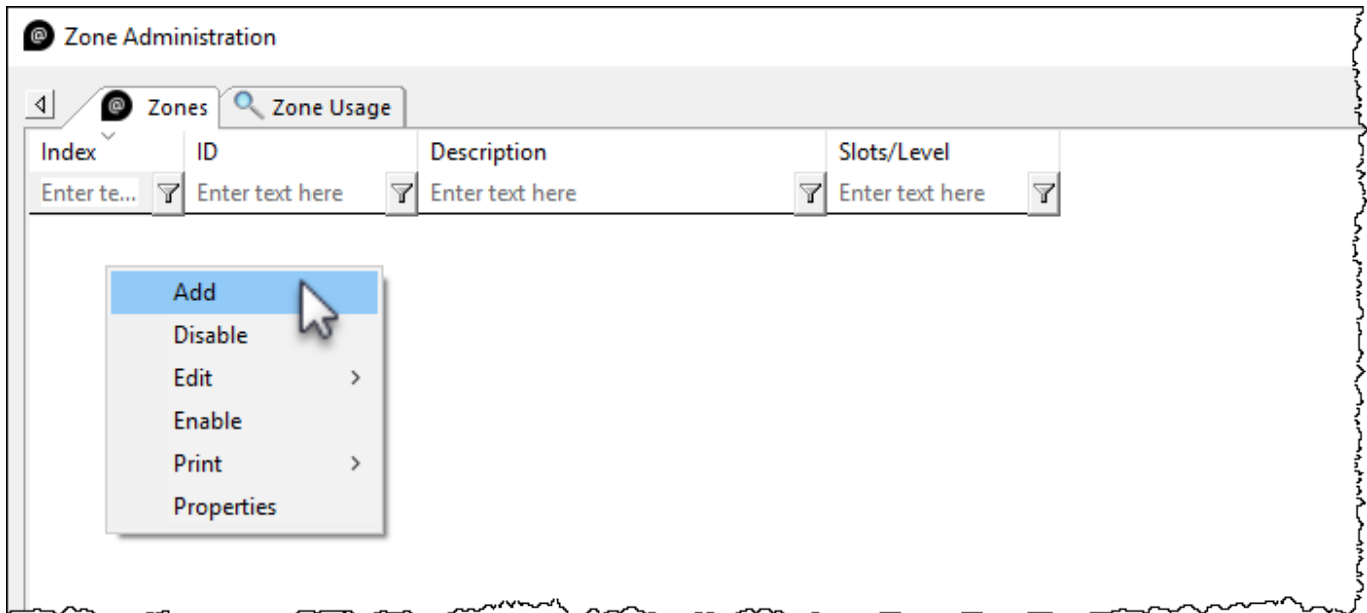 Zone Administration
Zones Zone Usage
Index ID Description Slots/Level
Enter te... Enter text here Enter text here Enter text here
Add
Disable
Edit
Enable
Print
Properties